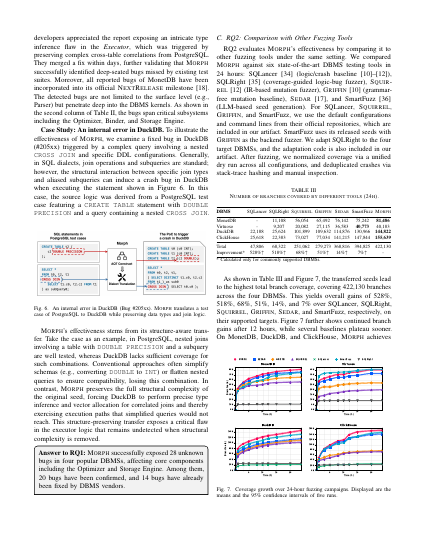 developers appreciated the report exposing an intricate type
inference flaw in the Executor, which was triggered by
preserving complex cross-table correlations from PostgreSQL.
They merged a fix within days, further validating that MORPH
successfully identified deep-seated bugs missed by existing test
suites. Moreover, all reported bugs of MonetDB have been
incorporated into its official NEXTRELEASE milestone [18].
The detected bugs are not limited to the surface level (e.g.,
Parser) but penetrate deep into the DBMS kernels. As shown in
the second column of Table II, the bugs span critical subsystems
including the Optimizer, Binder, and Storage Engine.
Case Study: An internal error in DuckDB. To illustrate the
effectiveness of MORPH, we examine a fixed bug in DuckDB
(#205xx) triggered by a complex query involving a nested
CROSS JOIN and specific DDL configurations. Generally,
in SQL dialects, join operations and subqueries are standard;
however, the structural interaction between specific join types
and aliased subqueries can induce a crash bug in DuckDB
when executing the statement shown in Figure 6. In this
case, the source logic was derived from a PostgreSQL test
case featuring a CREATE TABLE statement with DOUBLE
PRECISION and a query containing a nested CROSS JOIN.
SQL statements in
PostgreSQL test cases
Morph
The PoC to trigger
a crash in DuckDB
Fig. 6. An internal error in DuckDB (Bug #205xx). MORPH translates a test
case of PostgreSQL to DuckDB while preserving data types and join logic.
MORPH's effectiveness stems from its structure-aware trans-
fer. Take the case as an example, in PostgreSQL, nested joins
involving a table with DOUBLE PRECISION and a subquery
are well tested, whereas DuckDB lacks sufficient coverage for
such combinations. Conventional approaches often simplify
schemas (e.g., converting DOUBLE to INT) or flatten nested
queries to ensure compatibility, losing this combination. In
contrast, MORPH preserves the full structural complexity of
the original seed, forcing DuckDB to perform precise type
inference and vector allocation for correlated joins and thereby
exercising execution paths that simplified queries would not
reach. This structure-preserving transfer exposes a critical flaw
in the executor logic that remains undetected when structural
complexity is removed.
Answer to RQ1: MORPH successfully exposed 28 unknown
bugs in four popular DBMSs, affecting core components
including the Optimizer and Storage Engine. Among them,
20 bugs have been confirmed, and 14 bugs have already
been fixed by DBMS vendors.
C. RQ2: Comparison with Other Fuzzing Tools
RQ2 evaluates MORPH's effectiveness by comparing it to
other fuzzing tools under the same setting. We compared
MORPH against six state-of-the-art DBMS testing tools in
24 hours: SQLancer [34] (logic/crash baseline [10]–[12]),
SQLRight [35] (coverage-guided logic-bug fuzzer), SQUIR-
REL [12] (IR-based mutation fuzzer), GRIFFIN [10] (grammar-
free mutation baseline), SEDAR [17], and SmartFuzz [36]
(LLM-based seed generation). For SQLancer, SQUIRREL,
GRIFFIN, and SmartFuzz, we use the default configurations
and command lines from their official repositories, which are
included in our artifact. SmartFuzz uses its released seeds with
GRIFFIN as the backend fuzzer. We adapt SQLRight to the four
target DBMSs, and the adaptation code is also included in our
artifact. After fuzzing, we normalized coverage via a unified
dry run across all configurations, and deduplicated crashes via
stack-trace hashing and manual inspection.
TABLE III
NUMBER OF BRANCHES COVERED BY DIFFERENT TOOLS (24H).
DBMS SQLancer SQLRight SQUIRREL GRIFFIN SEDAR SmartFuzz MORPH
As shown in Table III and Figure 7, the transferred seeds lead
to the highest total branch coverage, covering 422,130 branches
across the four DBMSs. This yields overall gains of 528%,
518%, 68%, 51%, 14%, and 7% over SQLancer, SQLRight,
SQUIRREL, GRIFFIN, SEDAR, and SmartFuzz, respectively, on
their supported targets. Figure 7 further shows continued branch
gains after 12 hours, while several baselines plateau sooner.
On MonetDB, DuckDB, and ClickHouse, MORPH achieves
Fig. 7. Coverage growth over 24-hour fuzzing campaigns. Displayed are the
means and the 95% confidence intervals of five runs.